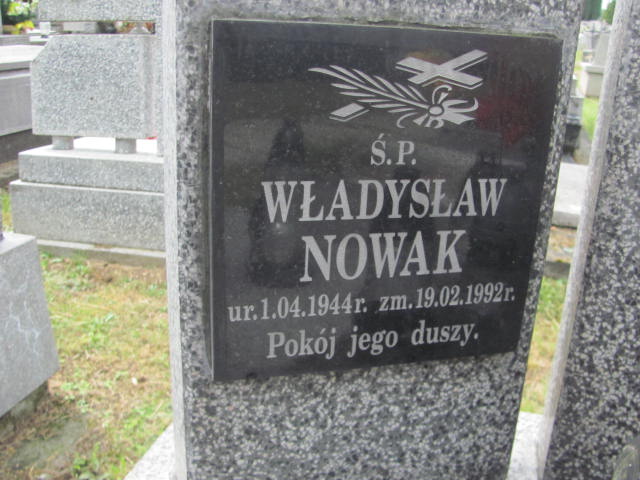 Ś.P.
WŁADYSŁAW
NOWAK
ur.1.04.1944r. zm.19.02.1992r.
Pokój jego duszy.